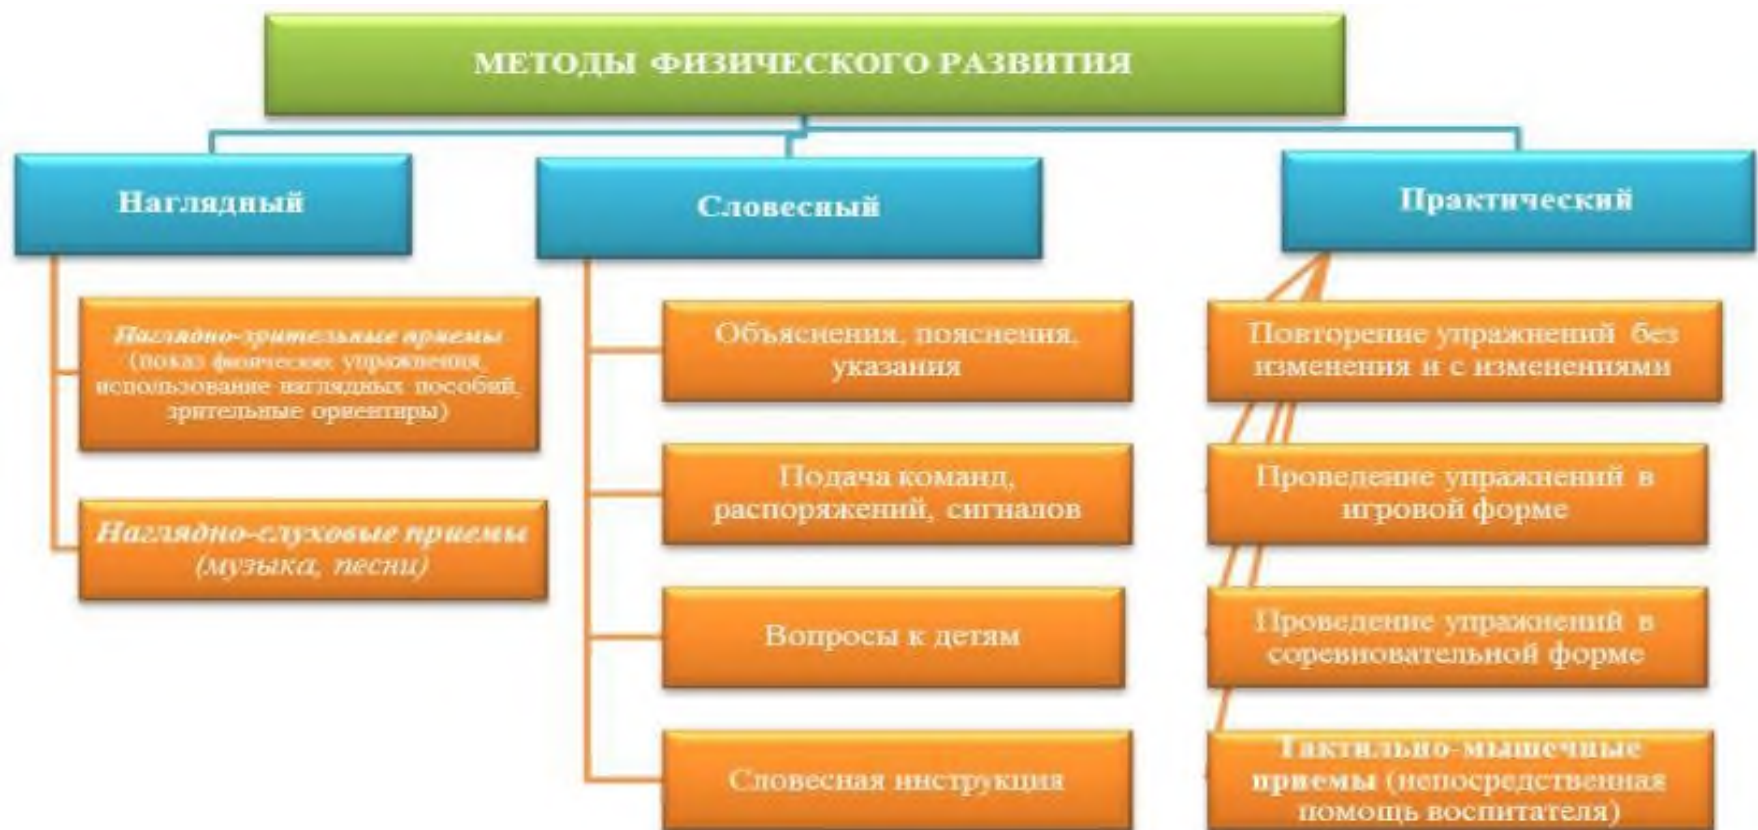 МЕТОДЫ ФИЗИЧЕСКОГО РАЗВИТИЯ
Наглядный
Наглядно-зрительные приемы
(показ физических упражнения,
использование наглядных пособий,
зрительные ориентиры)
Наглядно-слуховые приемы
(музыка, песни)
Словесный
Объяснения, пояснения,
указания
Подача команд,
распоряжений, сигналов
Вопросы к детям
Словесная инструкция
Практический
Повторение упражнений без
изменения и с изменениями
Проведение упражнений в
игровой форме
Проведение упражнений в
соревновательной форме
Тактильно-мышечные
приемы (непосредственная
помощь воспитателя)